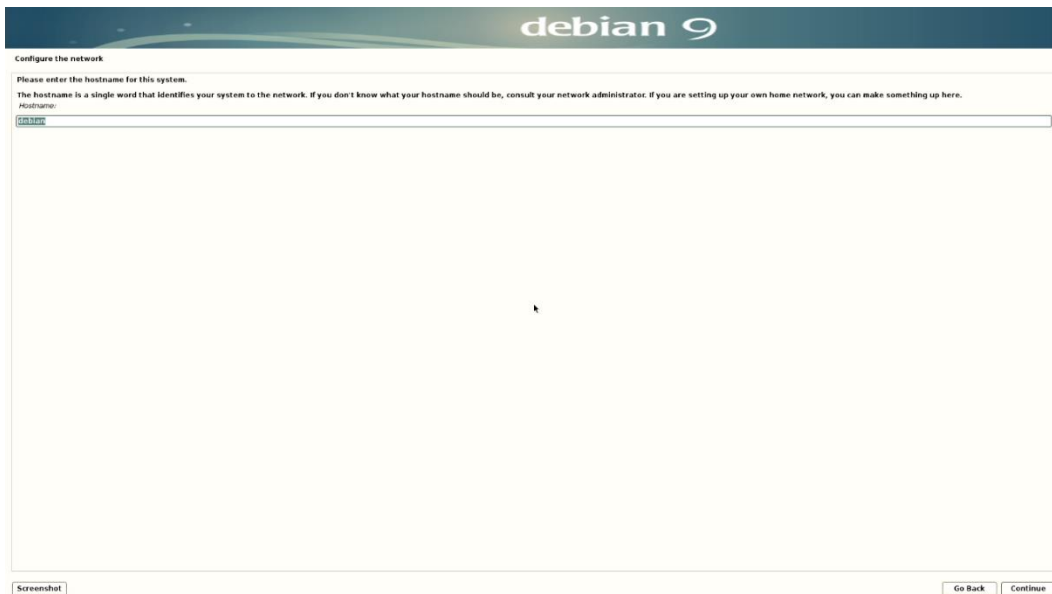 debian 9
Configure the network
Please enter the hostname for this system.
The hostname is a single word that identifies your system to the network. If you don't know what your hostname should be, consult your network administrator. If you are setting up your own home network, you can make something up here.
Hostname:
debian
Screenshot
Go Back
Continue